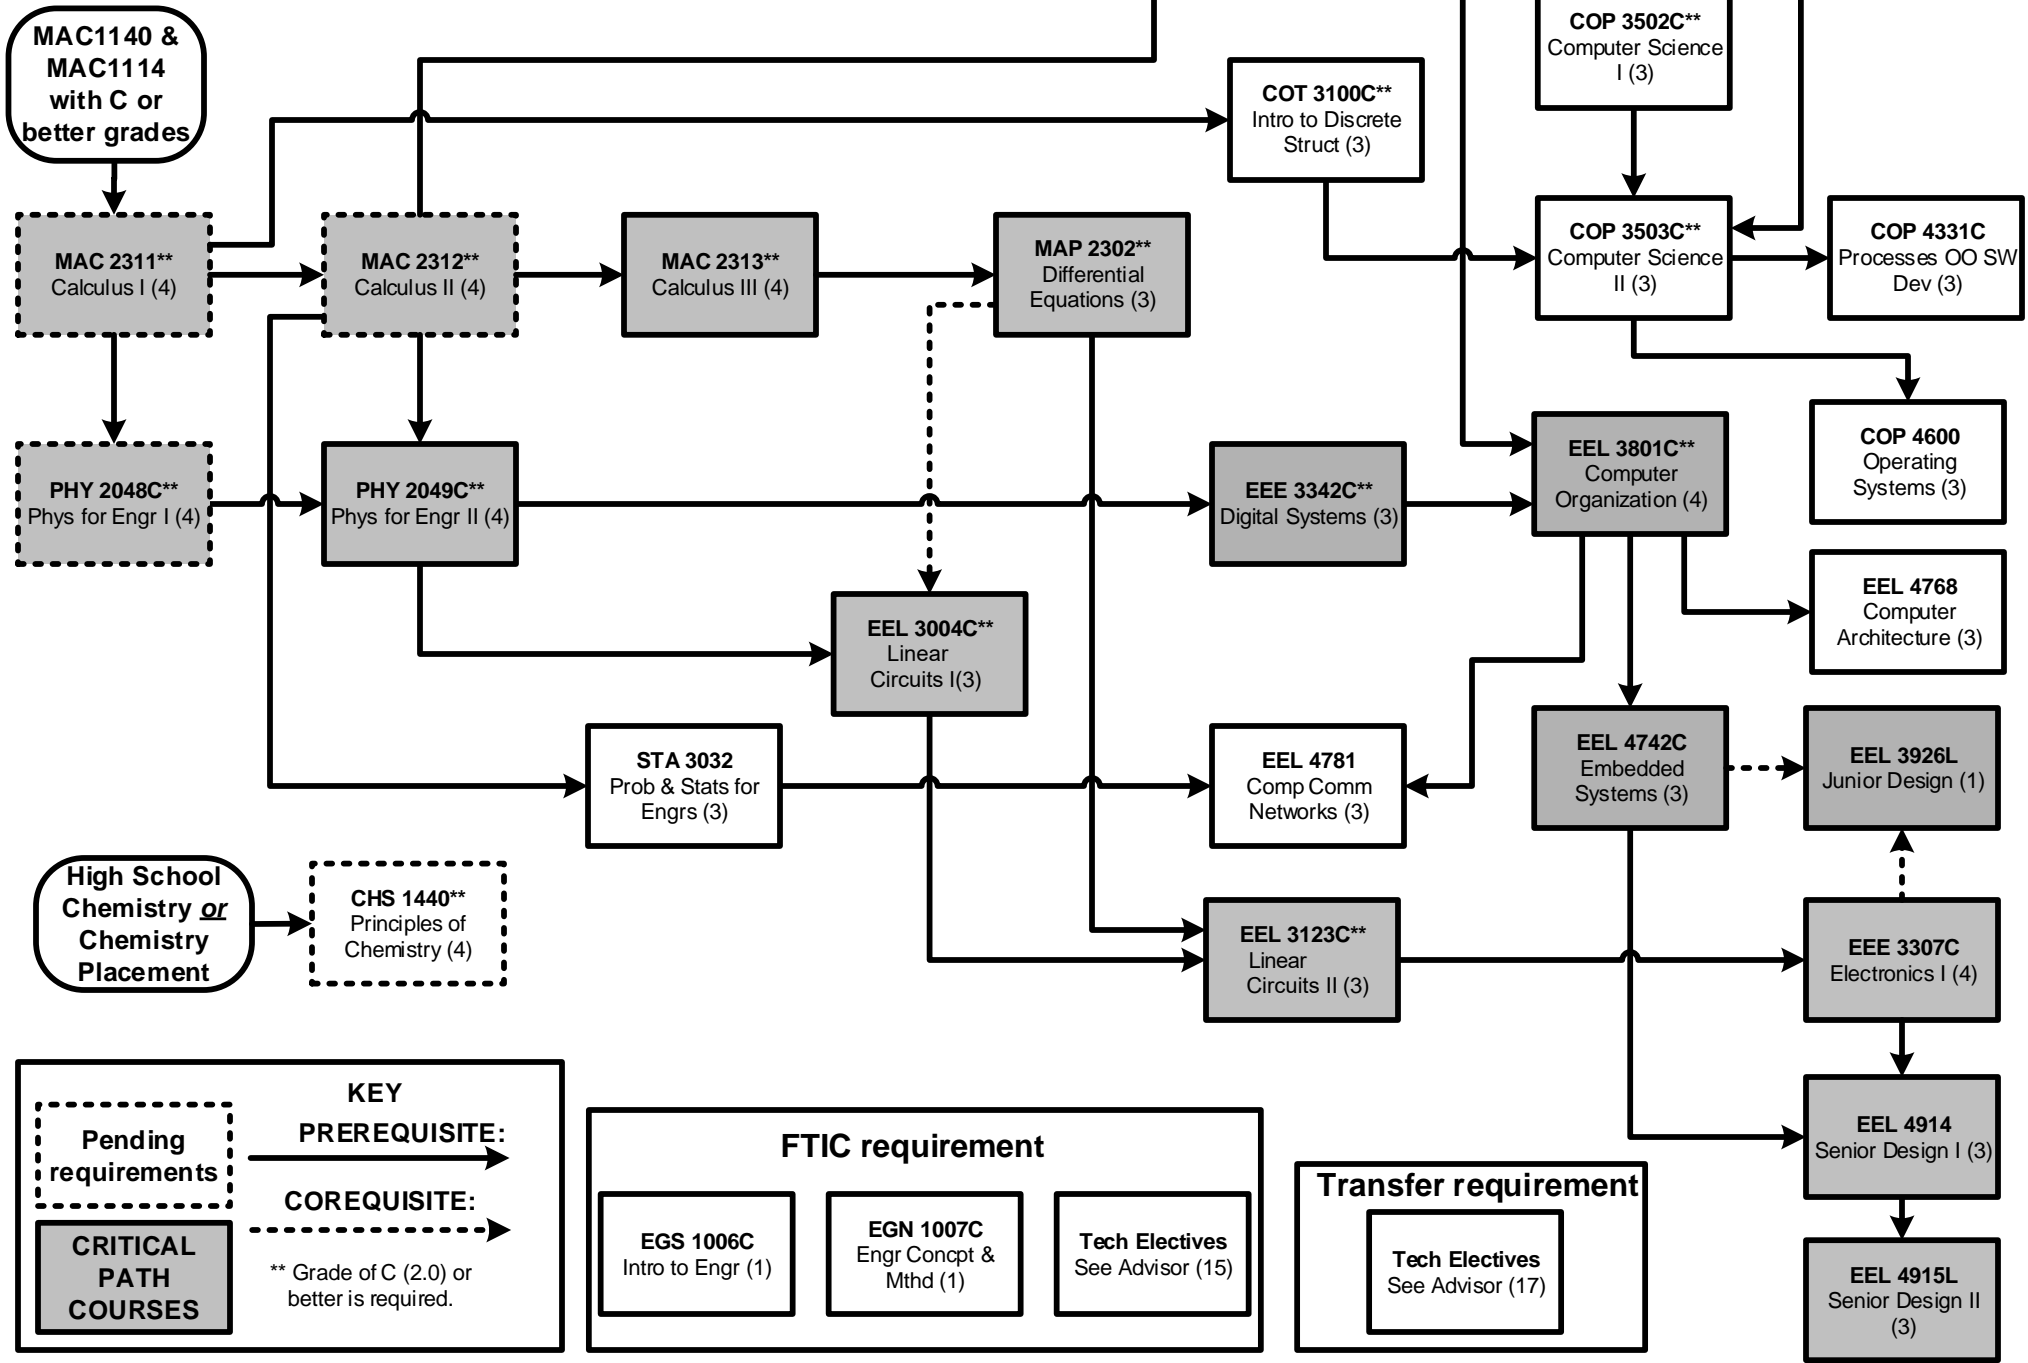 MAC1140 &
MAC1114
with C or
better grades
COP 3502C**
Computer Science
I (3)
COT 3100C**
Intro to Discrete
Struct (3)
MAC 2311**
Calculus I (4)
MAC 2312**
Calculus II (4)
MAC 2313**
Calculus III (4)
MAP 2302**
Differential
Equations (3)
COP 3503C**
Computer Science
II (3)
COP 4331C
Processes OO SW
Dev (3)
PHY 2048C**
Phys for Engr I (4)
PHY 2049C**
Phys for Engr II (4)
EEE 3342C**
Digital Systems (3)
EEL 3801C**
Computer
Organization (4)
COP 4600
Operating
Systems (3)
EEL 3004C**
Linear
Circuits I(3)
EEL 4768
Computer
Architecture (3)
STA 3032
Prob & Stats for
Engrs (3)
EEL 4781
Comp Comm
Networks (3)
EEL 4742C
Embedded
Systems (3)
EEL 3926L
Junior Design (1)
High School
Chemistry or
Chemistry
Placement
CHS 1440**
Principles of
Chemistry (4)
EEL 3123C**
Linear
Circuits II (3)
EEE 3307C
Electronics I (4)
KEY
Pending
requirements
PREREQUISITE:
COREQUISITE:
CRITICAL
PATH
COURSES
** Grade of C (2.0) or
better is required.
FTIC requirement
EGS 1006C
Intro to Engr (1)
EGN 1007C
Engr Concpt &
Mthd (1)
Tech Electives
See Advisor (15)
Transfer requirement
Tech Electives
See Advisor (17)
EEL 4914
Senior Design I (3)
EEL 4915L
Senior Design II
(3)